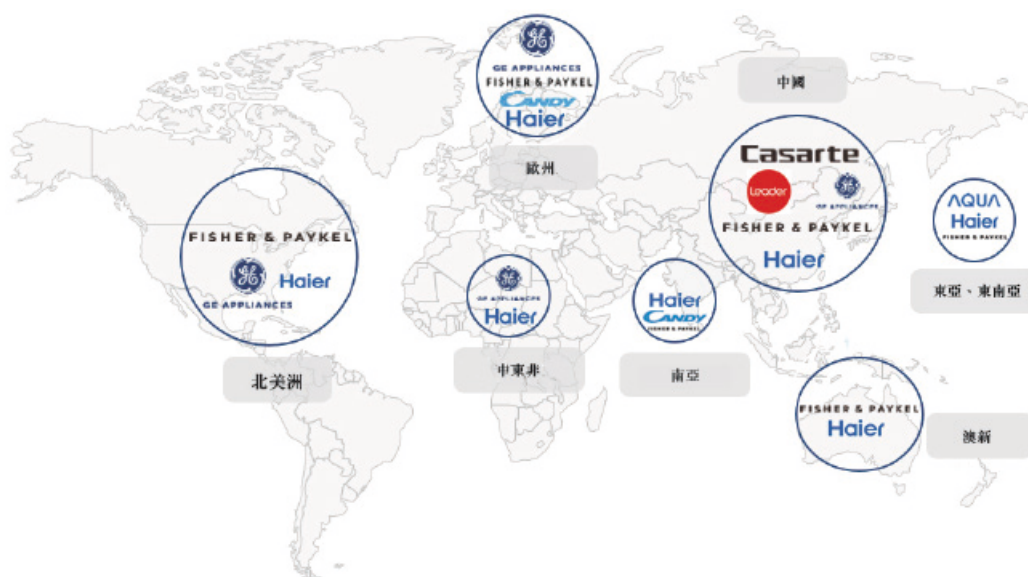 GE APPLIANCES
FISHER & PAYKEL
CANDY
Haier
歐州
中國
Casarte
Leader
GE APPLIANCES
FISHER & PAYKEL
Haier
AQUA
Haier
FISHER & PAYKEL
東亞、東南亞
FISHER & PAYKEL
GE APPLIANCES
Haier
北美洲
GE APPLIANCES
Haier
中東非
Haier
CANDY
FISHER & PAYKEL
南亞
FISHER & PAYKEL
Haier
澳新